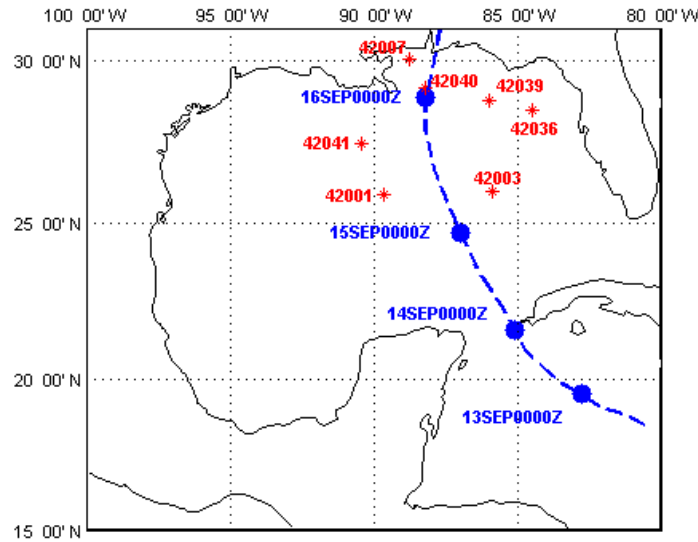 100 00' W 95 00' W 90 00' W 85 00' W 80 00' W
30 00' N
42007
42040
42039
16SEP0000Z
42036
42041
42003
42001
25 00' N
15SEP0000Z
14SEP0000Z
20 00' N
13SEP0000Z
15 00' N